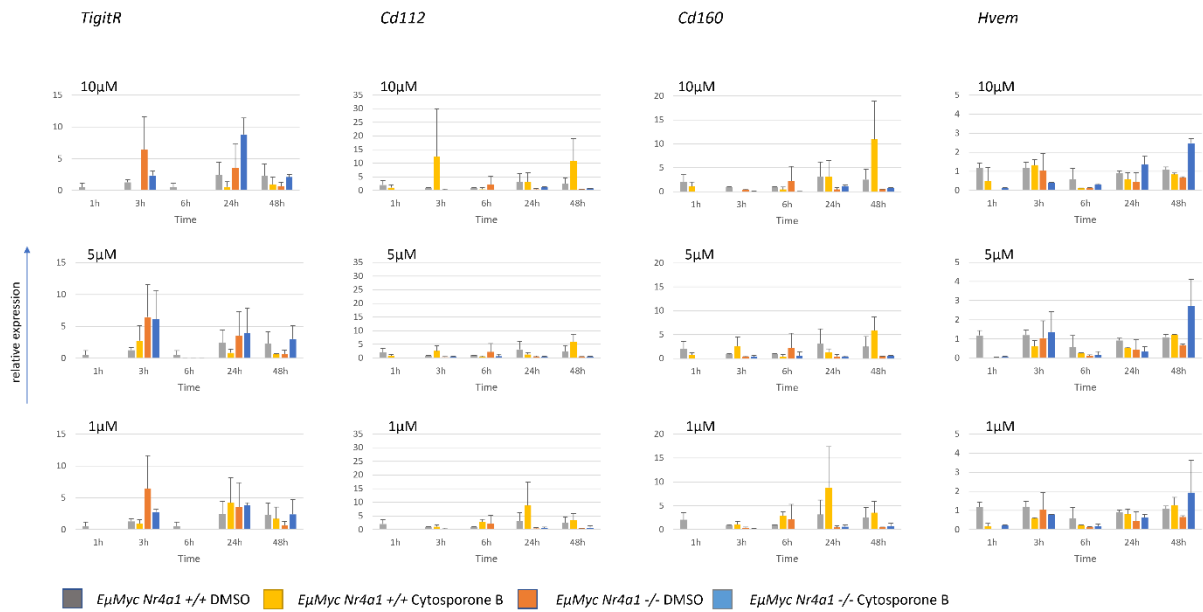 TigitR Cd112 Cd160 Hvem
10µM 10µM 10µM 10µM
15 35 20 5
30
10 25 15 4
20 10 3
5 15 2
10 5 1
5
0 0 0 0
1h 3h 6h 24h 48h 1h 3h 6h 24h 48h 1h 3h 6h 24h 48h 1h 3h 6h 24h 48h
Time Time Time Time
relative expression
5µM 5µM 5µM 5µM
15 35 20 5
30
10 25 15 4
20 10 3
5 15 2
10 5 1
5
0 0 0 0
1h 3h 6h 24h 48h 1h 3h 6h 24h 48h 1h 3h 6h 24h 48h 1h 3h 6h 24h 48h
Time Time Time Time
1µM 1µM 1µM 1µM
15 35 20 5
30
10 25 15 4
20 10 3
5 15 2
10 5 1
5
0 0 0 0
1h 3h 6h 24h 48h 1h 3h 6h 24h 48h 1h 3h 6h 24h 48h 1h 3h 6h 24h 48h
Time Time Time Time
EµMyc Nr4a1 +/+ DMSO EµMyc Nr4a1 +/+ Cytosporone B EµMyc Nr4a1 -/- DMSO EµMyc Nr4a1 -/- Cytosporone B